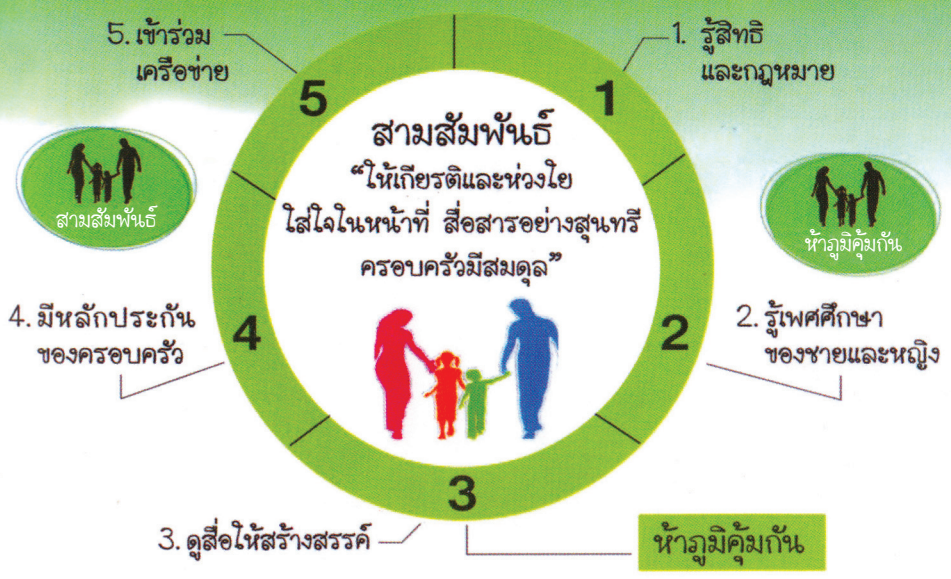 5. เข้าร่วม
เครือข่าย
1. รู้สิทธิ
และกฎหมาย
5
1
สามสัมพันธ์
“ให้เกียรติและห่วงใย
ใส่ใจในหน้าที่ สื่อสารอย่างสุนทรี
ครอบครัวมีสมดุล”
สามสัมพันธ์
ห้าภูมิคุ้มกัน
4. มีหลักประกัน
ของครอบครัว
4
2
2. รู้เพศศึกษา
ของชายและหญิง
3
3. ดูสื่อให้สร้างสรรค์
ห้าภูมิคุ้มกัน